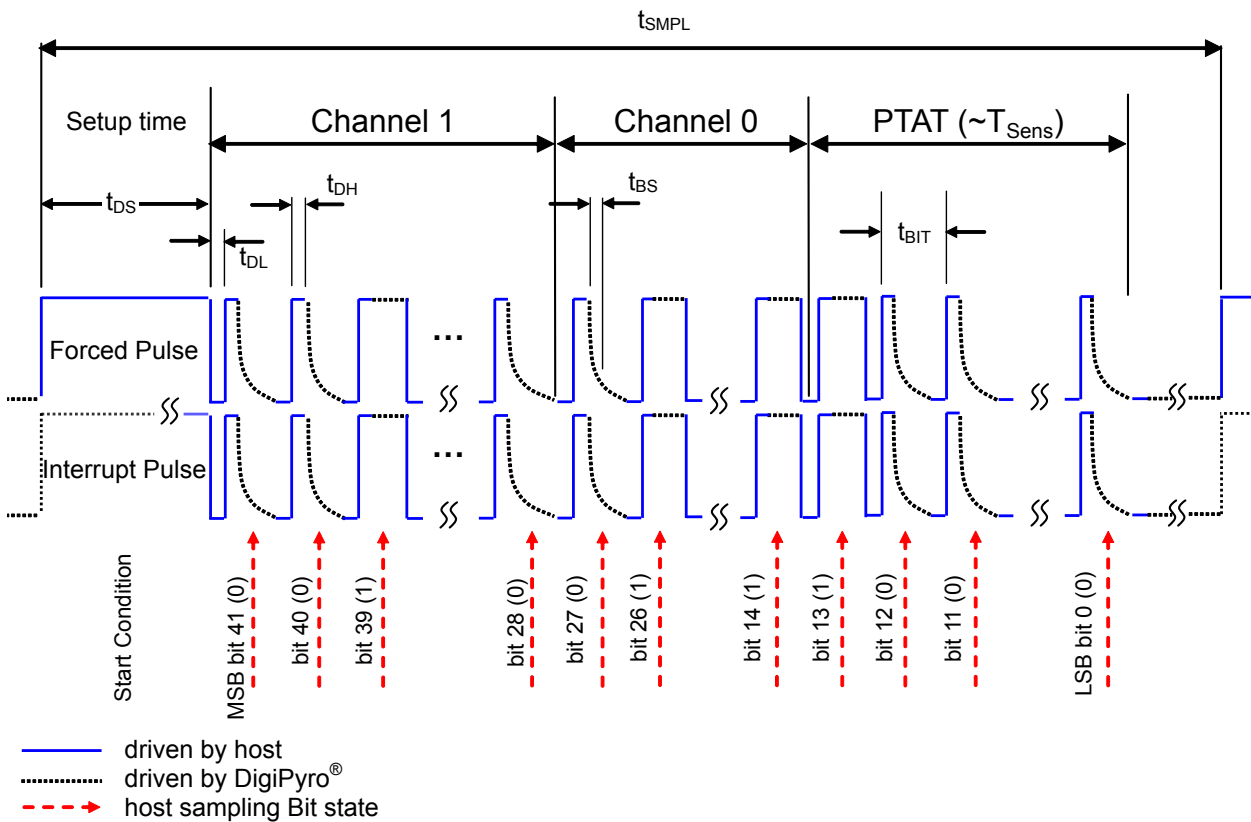 tSMPL
Setup time
Channel 1
Channel 0
PTAT (~TSens)
tDS
tDH
tBS
tDL
tBIT
Forced Pulse
...
Interrupt Pulse
...
Start Condition
MSB bit 41 (0)
bit 40 (0)
bit 39 (1)
bit 28 (0)
bit 27 (0)
bit 26 (1)
bit 14 (1)
bit 13 (1)
bit 12 (0)
bit 11 (0)
LSB bit 0 (0)
driven by host
driven by DigiPyro®
host sampling Bit state